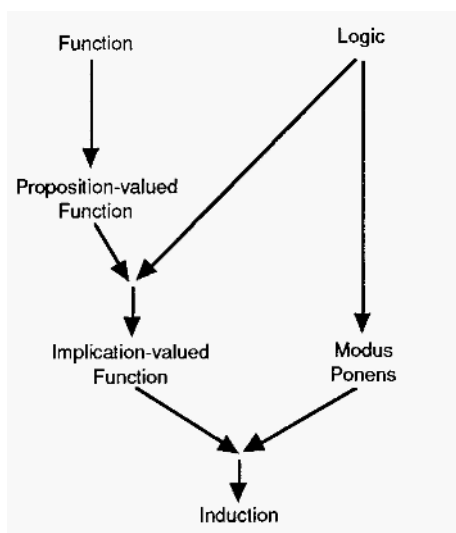 Function
Logic
Proposition-valued
Function
Implication-valued
Function
Modus
Ponens
Induction